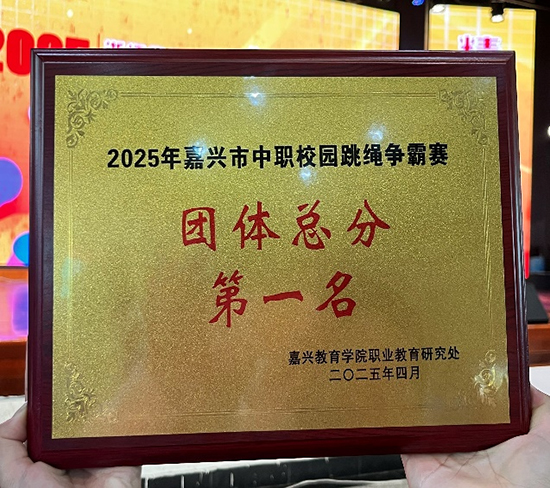 2025
2025年嘉兴市中职校园跳绳争霸赛
团体总分
第一名
嘉兴教育学院职业教育研究处
二〇二五年四月